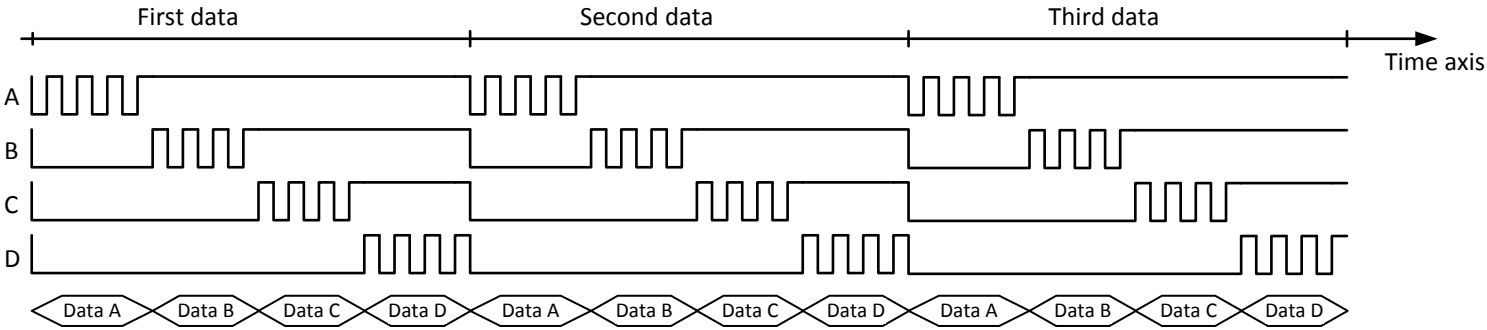 First data Second data Third data
Time axis
A
B
C
D
Data A Data B Data C Data D Data A Data B Data C Data D Data A Data B Data C Data D